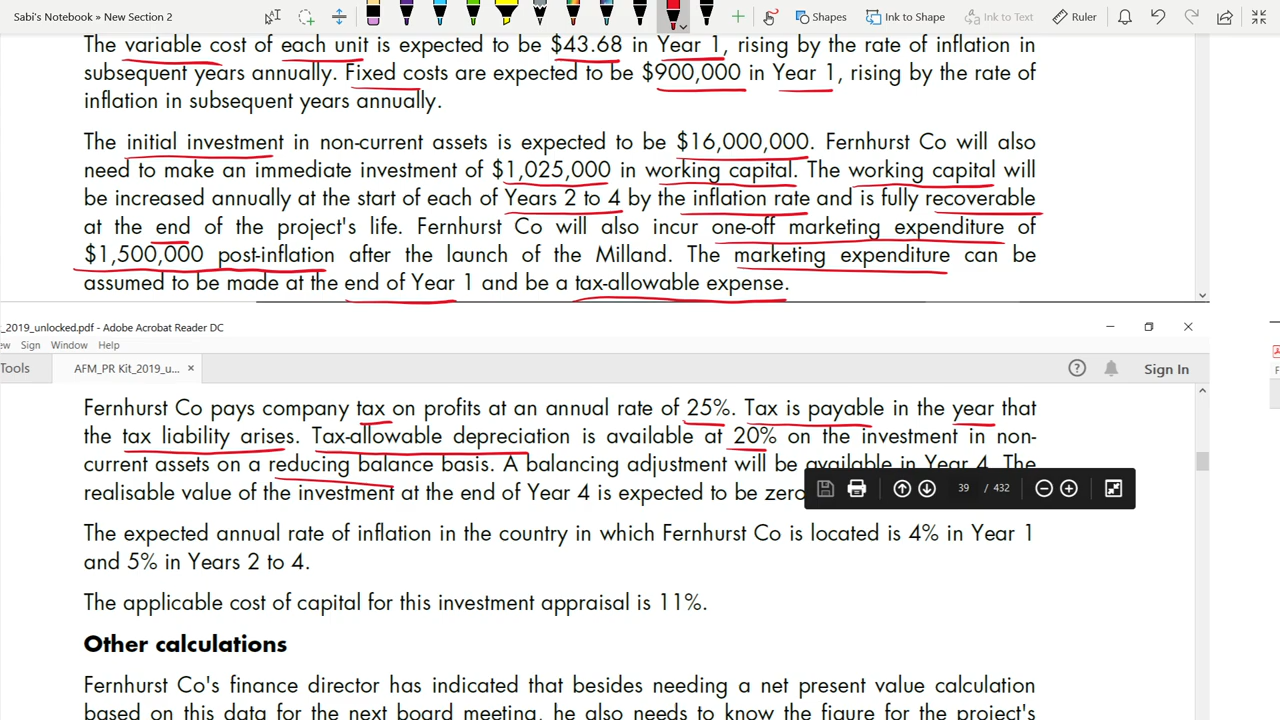 Sabi's Notebook » New Section 2
Shapes
Ink to Shape
Ink to Text
Ruler
The variable cost of each unit is expected to be $43.68 in Year 1, rising by the rate of inflation in
subsequent years annually. Fixed costs are expected to be $900,000 in Year 1, rising by the rate of
inflation in subsequent years annually.
The initial investment in non-current assets is expected to be $16,000,000. Fernhurst Co will also
need to make an immediate investment of $1,025,000 in working capital. The working capital will
be increased annually at the start of each of Years 2 to 4 by the inflation rate and is fully recoverable
at the end of the project's life. Fernhurst Co will also incur one-off marketing expenditure of
$1,500,000 post-inflation after the launch of the Milland. The marketing expenditure can be
assumed to be made at the end of Year 1 and be a tax-allowable expense.
_2019_unlocked.pdf - Adobe Acrobat Reader DC
ew Sign Window Help
Tools
AFM_PR Kit_2019_u... ×
Sign In
Fernhurst Co pays company tax on profits at an annual rate of 25%. Tax is payable in the year that
the tax liability arises. Tax-allowable depreciation is available at 20% on the investment in non-
current assets on a reducing balance basis. A balancing adjustment will be available in Year 4. The
realisable value of the investment at the end of Year 4 is expected to be zero
39 / 432
The expected annual rate of inflation in the country in which Fernhurst Co is located is 4% in Year 1
and 5% in Years 2 to 4.
The applicable cost of capital for this investment appraisal is 11%.
Other calculations
Fernhurst Co's finance director has indicated that besides needing a net present value calculation
based on this data for the next board meeting, he also needs to know the figure for the project's